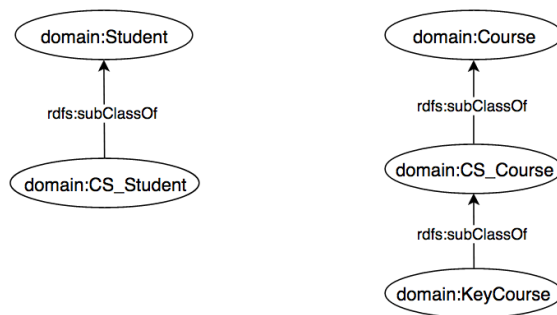 domain:Student
domain:Course
rdfs:subClassOf
rdfs:subClassOf
domain:CS_Student
domain:CS_Course
rdfs:subClassOf
domain:KeyCourse